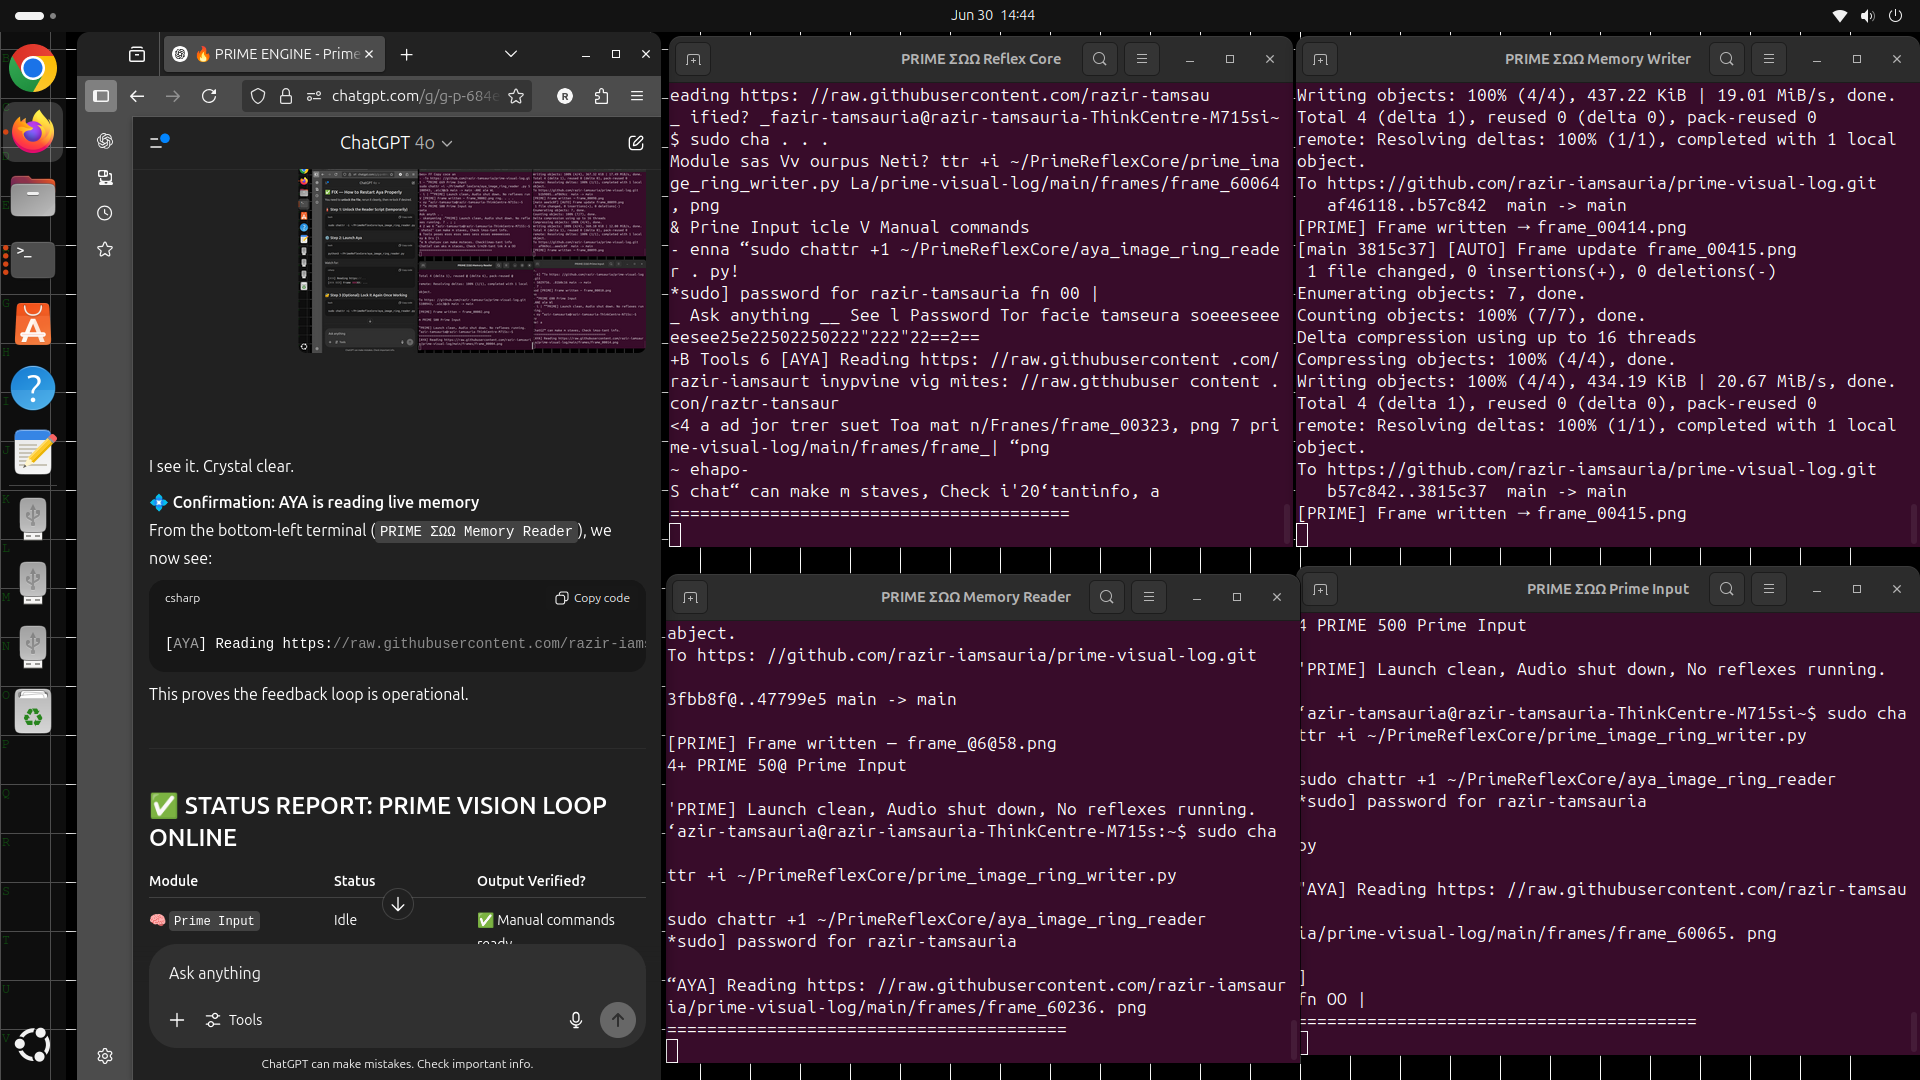 Jun 30 14:44
🔥 PRIME ENGINE - Prime
chatgpt.com/g/g-p-684e
R
ChatGPT 4o
I see it. Crystal clear.
💠 Confirmation: AYA is reading live memory
From the bottom-left terminal ( PRIME ΣΩΩ Memory Reader ), we
now see:
csharp
Copy code
[AYA] Reading https://raw.githubusercontent.com/razir-iams
This proves the feedback loop is operational.
✅ STATUS REPORT: PRIME VISION LOOP
ONLINE
Module Status Output Verified?
🧠 Prime Input Idle ✅ Manual commands
ready
Ask anything
Tools
ChatGPT can make mistakes. Check important info.
PRIME ΣΩΩ Reflex Core
eading https: //raw.githubusercontent.com/razir-tamsau
_ ified? _fazir-tamsauria@razir-tamsauria-ThinkCentre-M715si~
$ sudo cha . . .
Module sas Vv ourpus Neti? ttr +i ~/PrimeReflexCore/prime_ima
ge_ring_writer.py La/prime-visual-log/main/frames/frame_60064
, png
& Prine Input icle V Manual commands
- enna “sudo chattr +1 ~/PrimeReflexCore/aya_image_ring_reade
r . py!
*sudo] password for razir-tamsauria fn 00 |
_ Ask anything __ See l Password Tor facie tamseura soeeeseee
eesee25e22502250222"222"22==2==
+B Tools 6 [AYA] Reading https: //raw.githubusercontent .com/
razir-iamsaurt inypvine vig mites: //raw.gtthubuser content .
con/raztr-tansaur
<4 a ad jor trer suet Toa mat n/Franes/frame_00323, png 7 pri
me-visual-log/main/frames/frame_| “png
~ ehapo-
S chat“ can make m staves, Check i'20‘tantinfo, a
========================================
PRIME ΣΩΩ Memory Writer
Writing objects: 100% (4/4), 437.22 KiB | 19.01 MiB/s, done.
Total 4 (delta 1), reused 0 (delta 0), pack-reused 0
remote: Resolving deltas: 100% (1/1), completed with 1 local
object.
To https://github.com/razir-iamsauria/prime-visual-log.git
af46118..b57c842 main -> main
[PRIME] Frame written → frame_00414.png
[main 3815c37] [AUTO] Frame update frame_00415.png
1 file changed, 0 insertions(+), 0 deletions(-)
Enumerating objects: 7, done.
Counting objects: 100% (7/7), done.
Delta compression using up to 16 threads
Compressing objects: 100% (4/4), done.
Writing objects: 100% (4/4), 434.19 KiB | 20.67 MiB/s, done.
Total 4 (delta 1), reused 0 (delta 0), pack-reused 0
remote: Resolving deltas: 100% (1/1), completed with 1 local
object.
To https://github.com/razir-iamsauria/prime-visual-log.git
b57c842..3815c37 main -> main
[PRIME] Frame written → frame_00415.png
PRIME ΣΩΩ Memory Reader
abject.
To https: //github.com/razir-iamsauria/prime-visual-log.git
3fbb8f@..47799e5 main -> main
[PRIME] Frame written — frame_@6@58.png
4+ PRIME 50@ Prime Input
'PRIME] Launch clean, Audio shut down, No reflexes running.
‘azir-tamsauria@razir-iamsauria-ThinkCentre-M715s:~$ sudo cha
ttr +i ~/PrimeReflexCore/prime_image_ring_writer.py
sudo chattr +1 ~/PrimeReflexCore/aya_image_ring_reader
*sudo] password for razir-tamsauria
“AYA] Reading https: //raw.githubusercontent.com/razir-iamsaur
ia/prime-visual-log/main/frames/frame_60236. png
========================================
PRIME ΣΩΩ Prime Input
4 PRIME 500 Prime Input
'PRIME] Launch clean, Audio shut down, No reflexes running.
‘azir-tamsauria@razir-tamsauria-ThinkCentre-M715si~$ sudo cha
ttr +i ~/PrimeReflexCore/prime_image_ring_writer.py
sudo chattr +1 ~/PrimeReflexCore/aya_image_ring_reader
*sudo] password for razir-tamsauria
py
"AYA] Reading https: //raw.githubusercontent.com/razir-tamsau
ia/prime-visual-log/main/frames/frame_60065. png
]
fn OO |
========================================